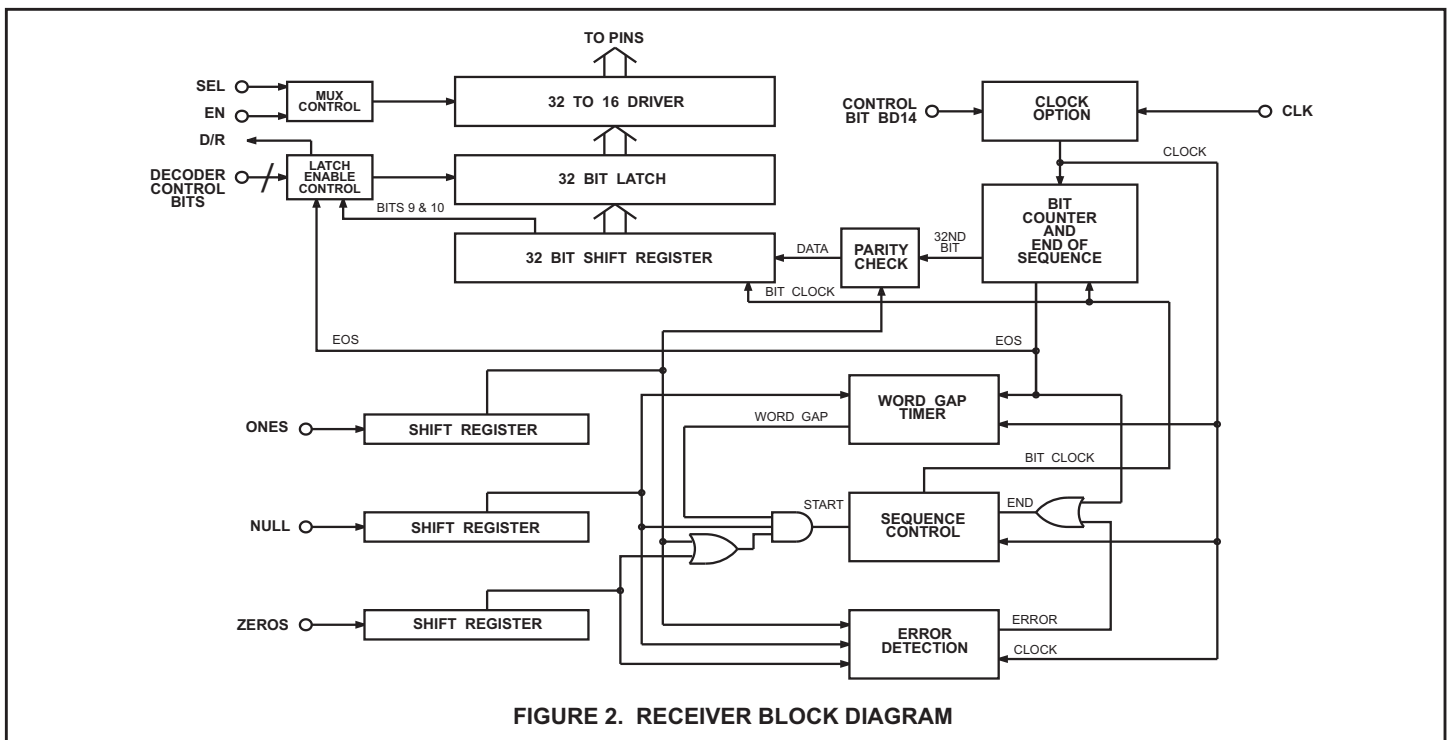 TO PINS
SEL
EN
D/R
MUX
CONTROL
32 TO 16 DRIVER
CONTROL
BIT BD14
CLOCK
OPTION
CLK
CLOCK
DECODER
CONTROL
BITS
LATCH
ENABLE
CONTROL
32 BIT LATCH
BITS 9 & 10
32 BIT SHIFT REGISTER
DATA
PARITY
CHECK
32ND
BIT
BIT
COUNTER
AND
END OF
SEQUENCE
BIT CLOCK
EOS
EOS
ONES
SHIFT REGISTER
WORD GAP
WORD GAP
TIMER
BIT CLOCK
NULL
SHIFT REGISTER
START
SEQUENCE
CONTROL
END
ZEROS
SHIFT REGISTER
ERROR
DETECTION
ERROR
CLOCK
FIGURE 2. RECEIVER BLOCK DIAGRAM